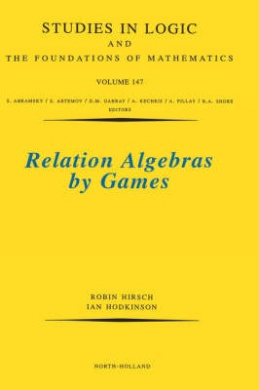 STUDIES IN LOGIC
AND
THE FOUNDATIONS OF MATHEMATICS
VOLUME 147
S. ABRAMSKY / S. ARTEMOV / D.M. GABBAY / A. KECHRIS / A. PILLAY / R.A. SHORE
EDITORS
Relation Algebras
by Games
ROBIN HIRSCH
IAN HODKINSON
NORTH-HOLLAND